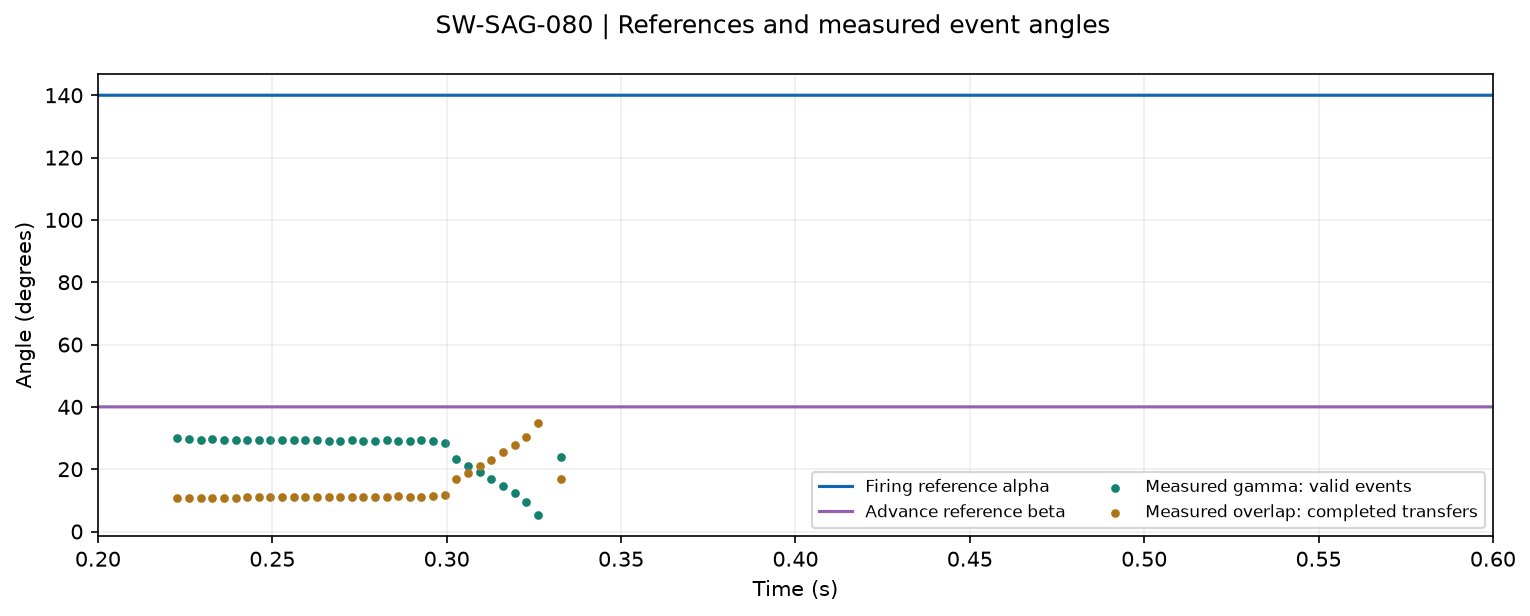 SW-SAG-080 | References and measured event angles
140
120
100
80
60
40
20
0
Angle (degrees)
Firing reference alpha
Advance reference beta
Measured gamma: valid events
Measured overlap: completed transfers
0.20 0.25 0.30 0.35 0.40 0.45 0.50 0.55 0.60
Time (s)